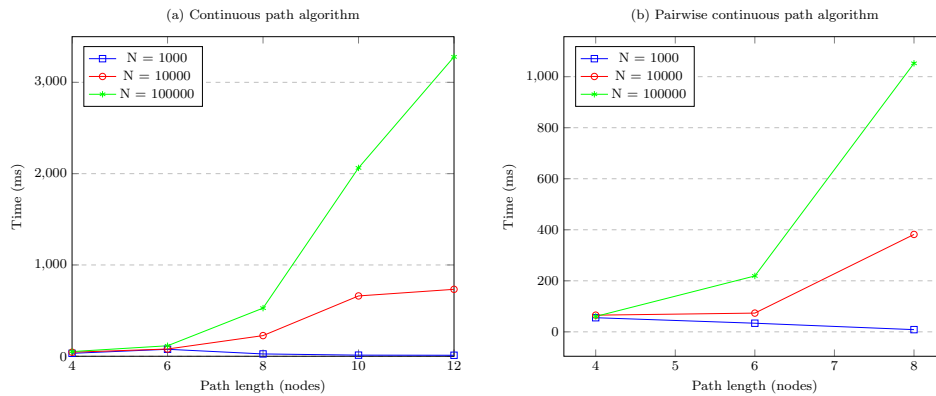 (a) Continuous path algorithm
N = 1000
N = 10000
N = 100000
3,000
2,000
1,000
0
4 6 8 10 12
Time (ms)
Path length (nodes)
(b) Pairwise continuous path algorithm
N = 1000
N = 10000
N = 100000
1,000
800
600
400
200
0
4 5 6 7 8
Time (ms)
Path length (nodes)